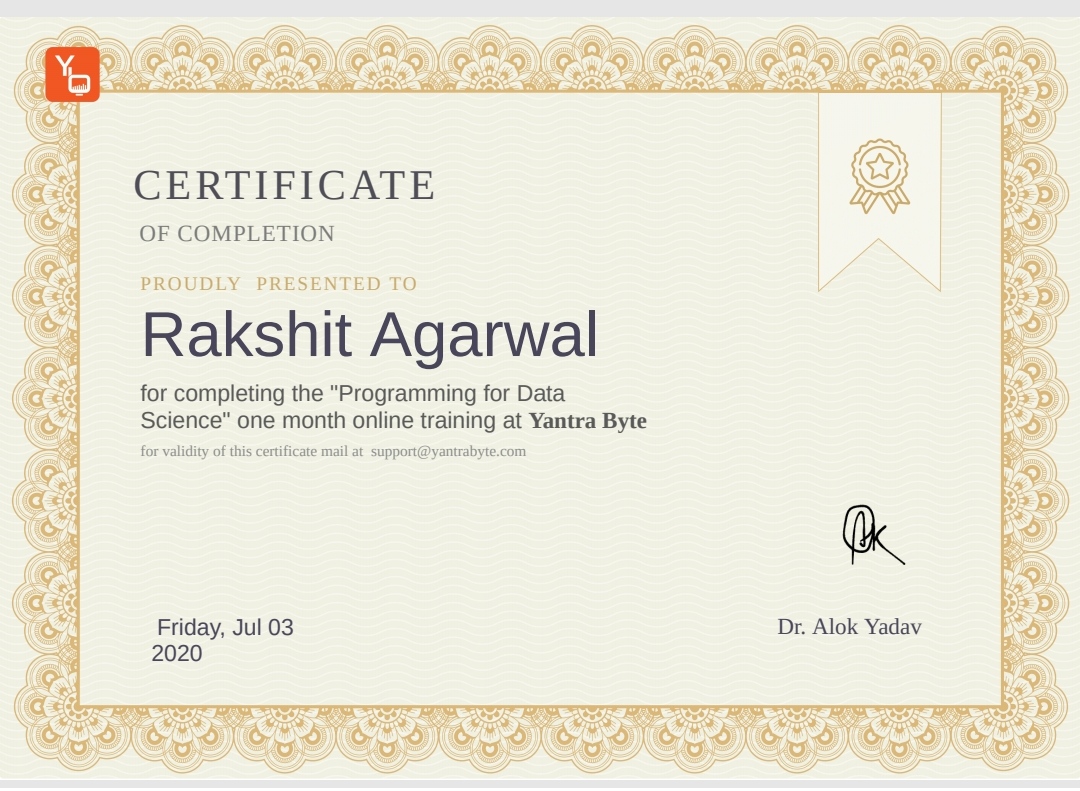 Yb
CERTIFICATE
OF COMPLETION
PROUDLY PRESENTED TO
Rakshit Agarwal
for completing the "Programming for Data
Science" one month online training at Yantra Byte
for validity of this certificate mail at support@yantrabyte.com
Friday, Jul 03
2020
Dr. Alok Yadav